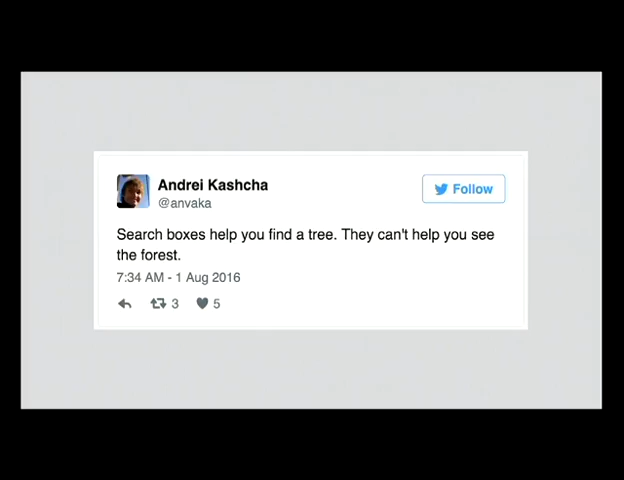 Andrei Kashcha
@anvaka
Follow
Search boxes help you find a tree. They can't help you see
the forest.
7:34 AM - 1 Aug 2016
3 5